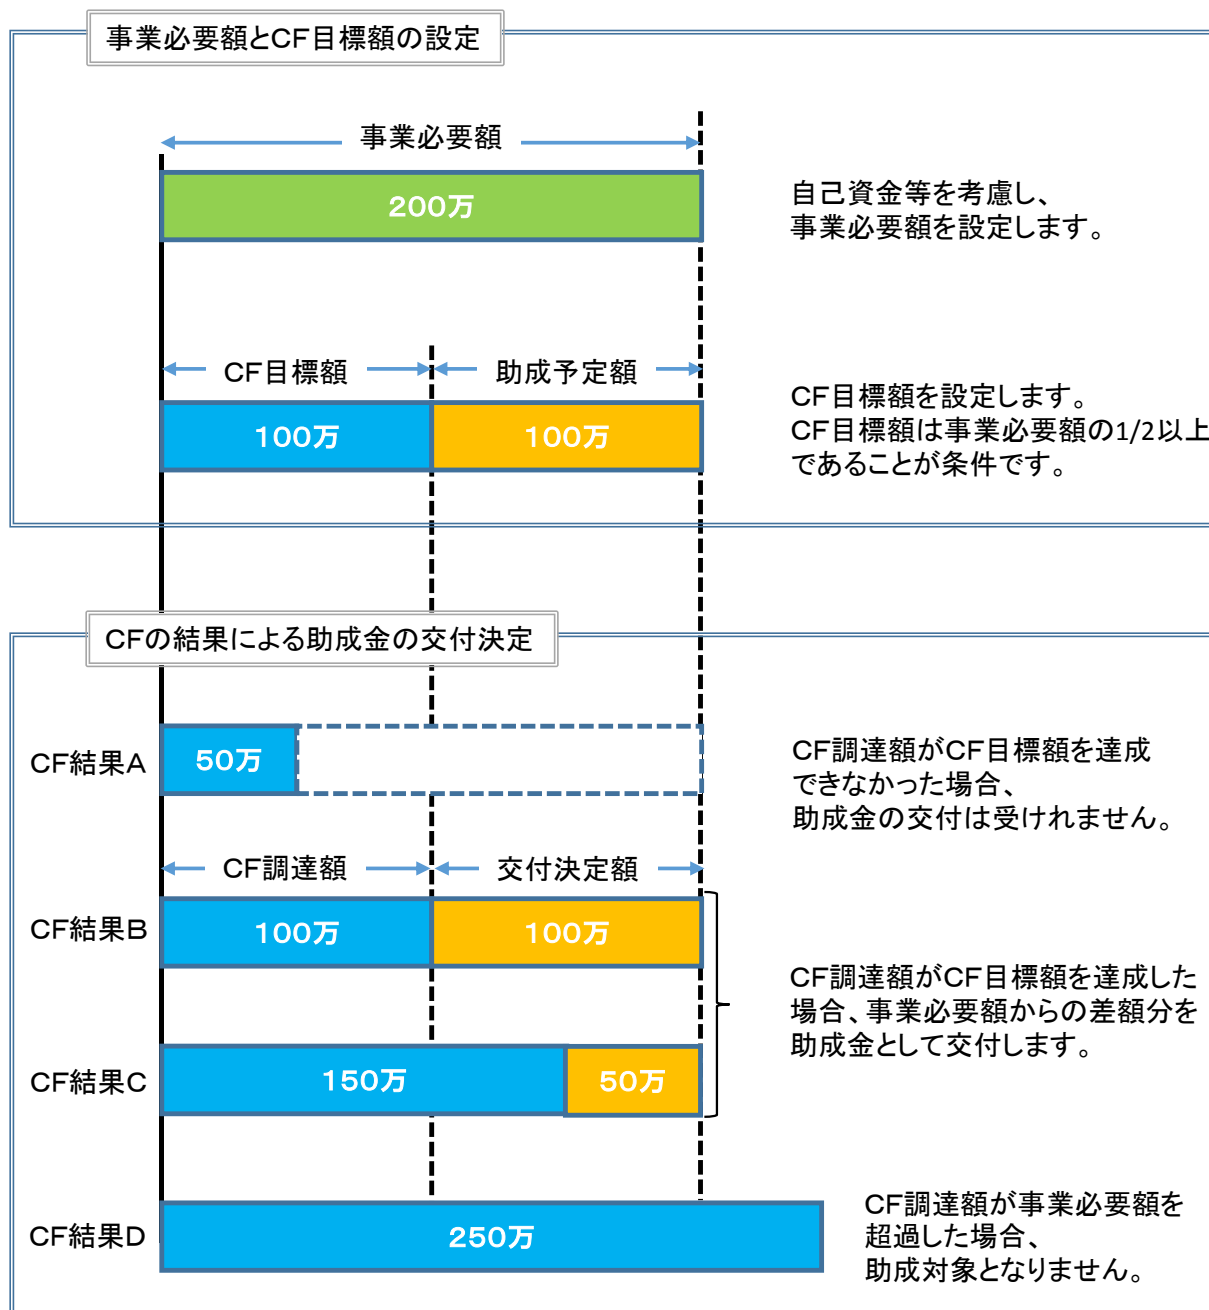 事業必要額とCF目標額の設定
事業必要額
200万
自己資金等を考慮し、
事業必要額を設定します。
CF目標額
助成予定額
100万
100万
CF目標額を設定します。
CF目標額は事業必要額の1/2以上
であることが条件です。
CFの結果による助成金の交付決定
CF結果A
50万
CF調達額がCF目標額を達成
できなかった場合、
助成金の交付は受けれません。
CF調達額
交付決定額
CF結果B
100万
100万
CF調達額がCF目標額を達成した
場合、事業必要額からの差額分を
助成金として交付します。
CF結果C
150万
50万
CF結果D
250万
CF調達額が事業必要額を
超過した場合、
助成対象となりません。